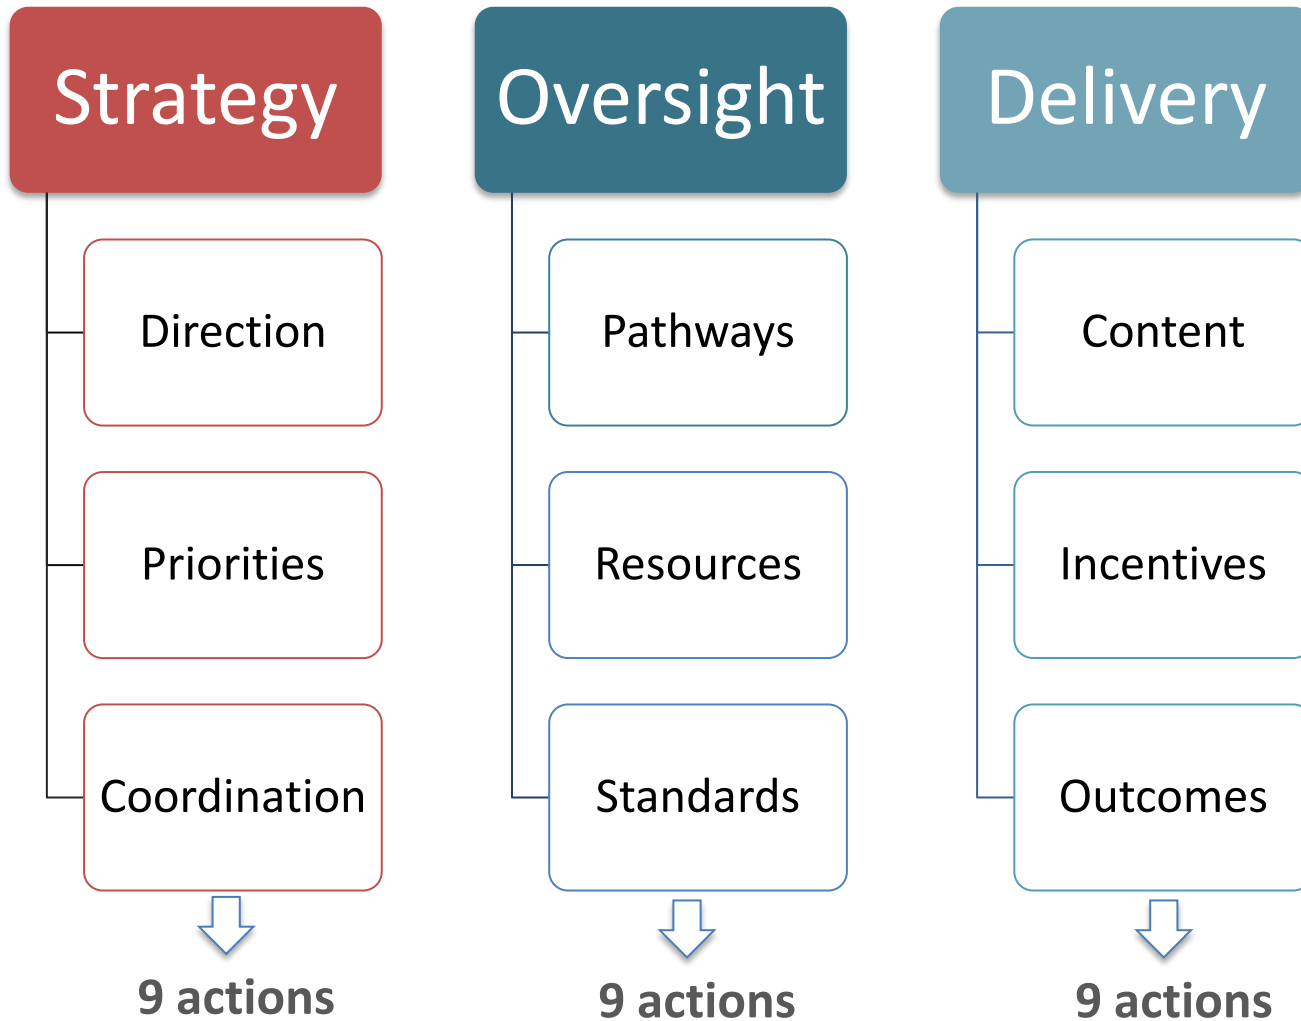 Strategy
Direction
Priorities
Coordination
9 actions
Oversight
Pathways
Resources
Standards
9 actions
Delivery
Content
Incentives
Outcomes
9 actions